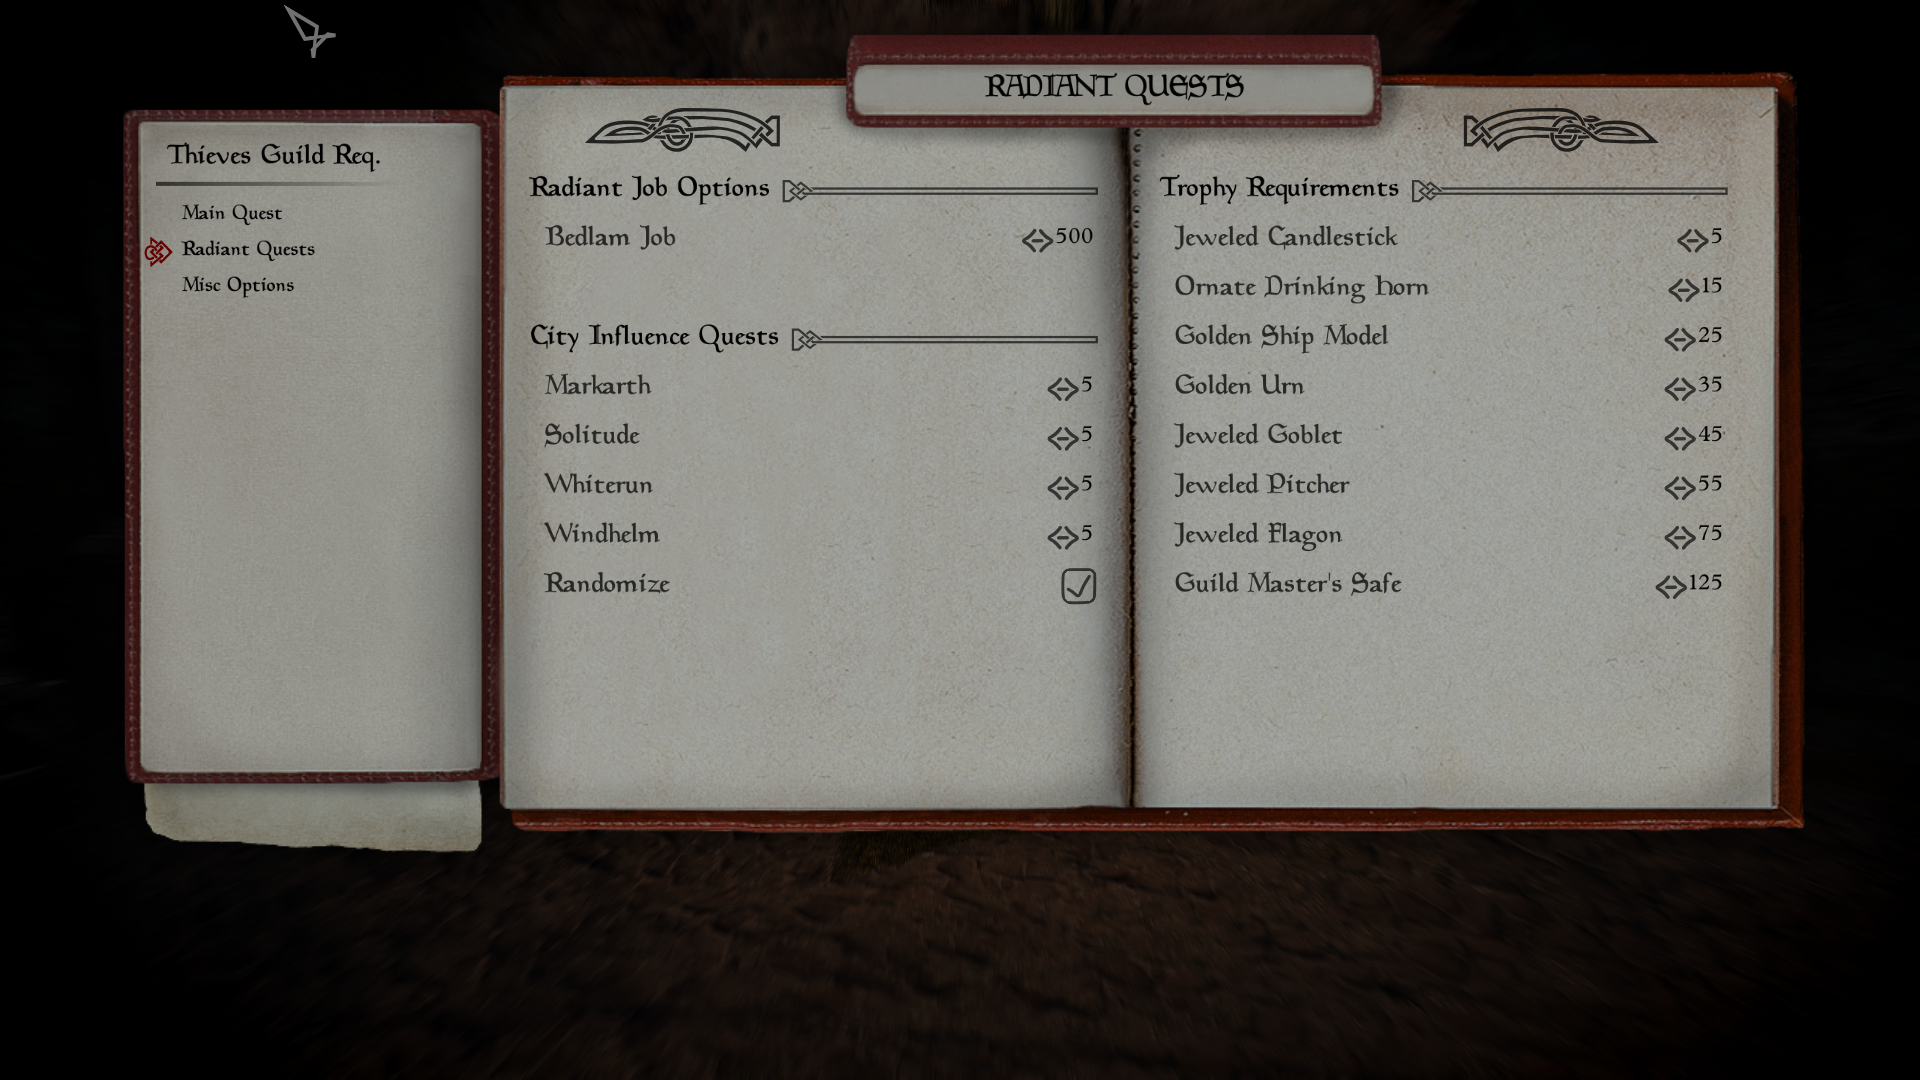 RADIANT QUESTS
Thieves Guild Req.
Main Quest
Radiant Quests
Misc Options
Radiant Job Options
Bedlam Job 500
City Influence Quests
Markarth 5
Solitude 5
Whiterun 5
Windhelm 5
Randomize
Trophy Requirements
Jeweled Candlestick 5
Ornate Drinking Horn 15
Golden Ship Model 25
Golden Urn 35
Jeweled Goblet 45
Jeweled Pitcher 55
Jeweled Flagon 75
Guild Master's Safe 125